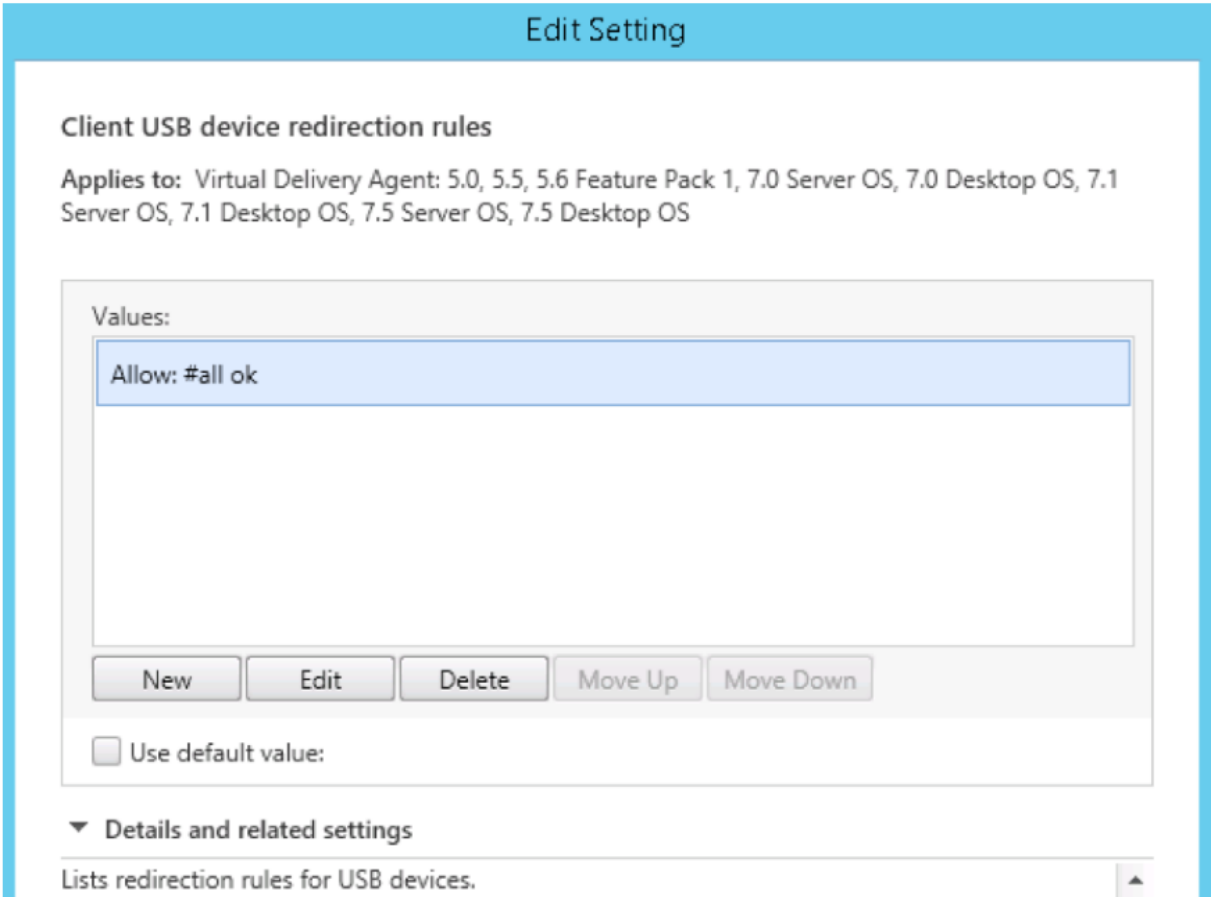 Edit Setting
Client USB device redirection rules
Applies to: Virtual Delivery Agent: 5.0, 5.5, 5.6 Feature Pack 1, 7.0 Server OS, 7.0 Desktop OS, 7.1
Server OS, 7.1 Desktop OS, 7.5 Server OS, 7.5 Desktop OS
Values:
Allow: #all ok
New Edit Delete Move Up Move Down
Use default value:
Details and related settings
Lists redirection rules for USB devices.